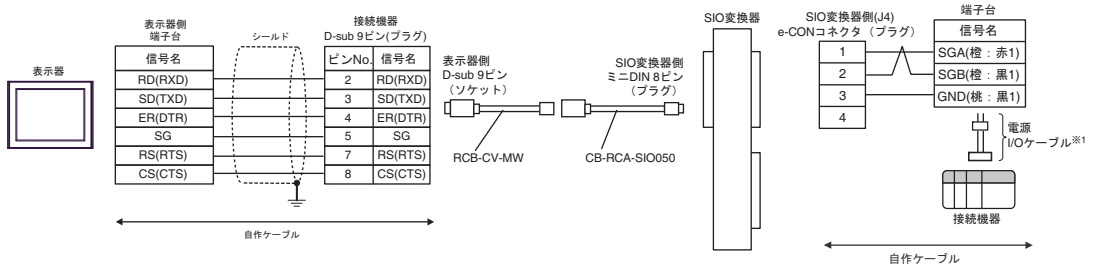 表示器
表示器側
端子台
信号名
RD(RXD)
SD(TXD)
ER(DTR)
SG
RS(RTS)
CS(CTS)
シールド
接続機器
D-sub 9ピン(プラグ)
ピンNo. 信号名
2 RD(RXD)
3 SD(TXD)
4 ER(DTR)
5 SG
7 RS(RTS)
8 CS(CTS)
自作ケーブル
表示器側
D-sub 9ピン
（ソケット）
RCB-CV-MW
SIO変換器側
ミニDIN 8ピン
（プラグ）
CB-RCA-SIO050
SIO変換器
SIO変換器側(J4)
e-CONコネクタ（プラグ）
1
2
3
4
端子台
信号名
SGA(橙：赤1)
SGB(橙：黒1)
GND(桃：黒1)
電源
I/Oケーブル※1
接続機器
自作ケーブル